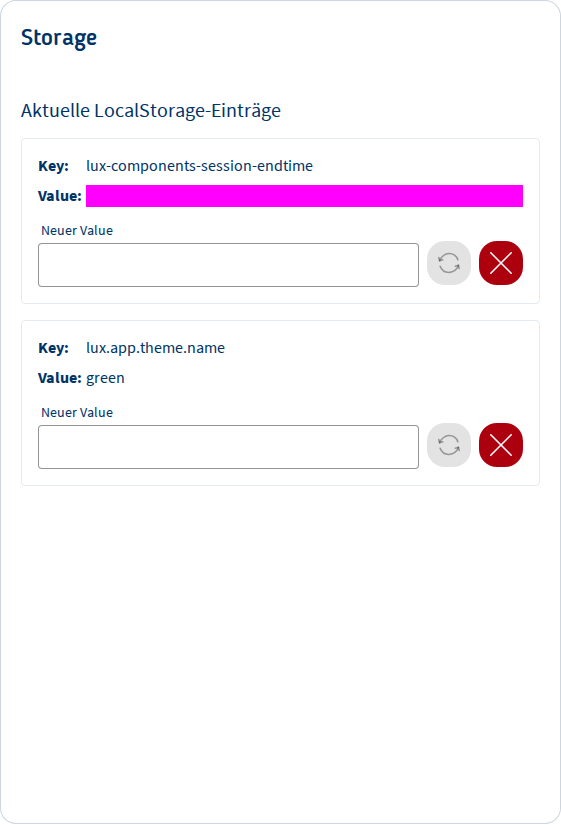 Storage
Aktuelle LocalStorage-Einträge
Key: lux-components-session-endtime
Value:
Neuer Value
Key: lux.app.theme.name
Value: green
Neuer Value